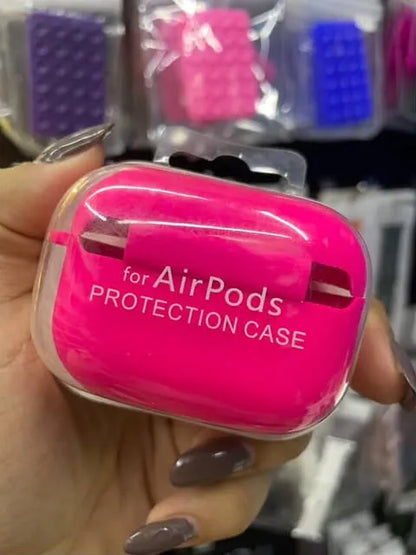 for AirPods
PROTECTION CASE